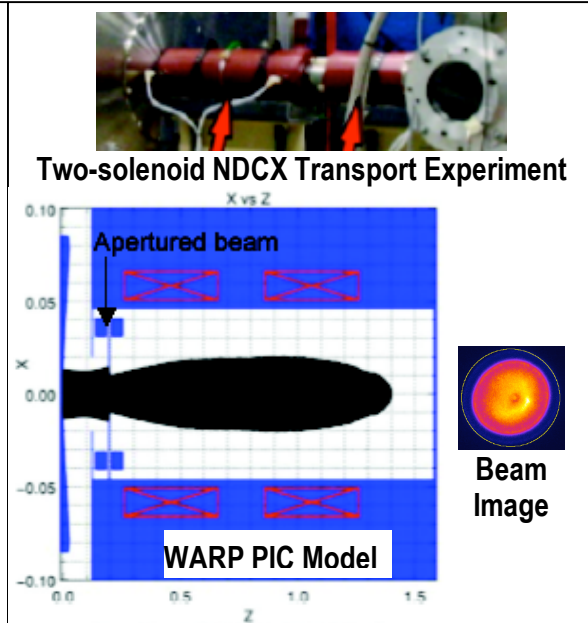 Two-solenoid NDCX Transport Experiment
X vs Z
0.10
Apertured beam
0.05
X
0.00
Beam
Image
−0.05
WARP PIC Model
−0.10
0.0
0.5
1.0
1.5
Z